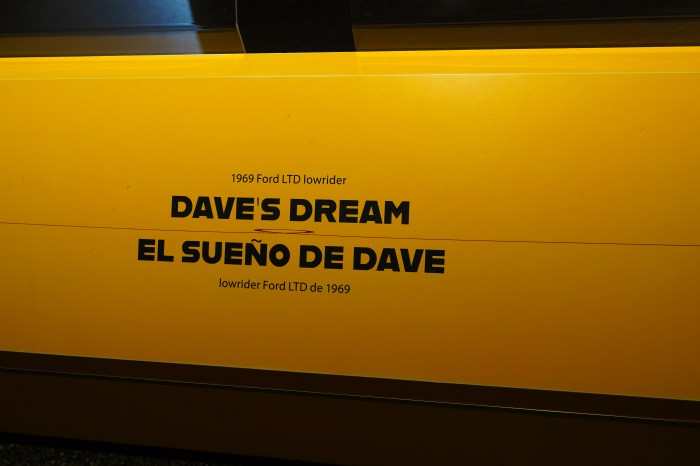 1969 Ford LTD lowrider
DAVE'S DREAM
EL SUEÑO DE DAVE
lowrider Ford LTD de 1969